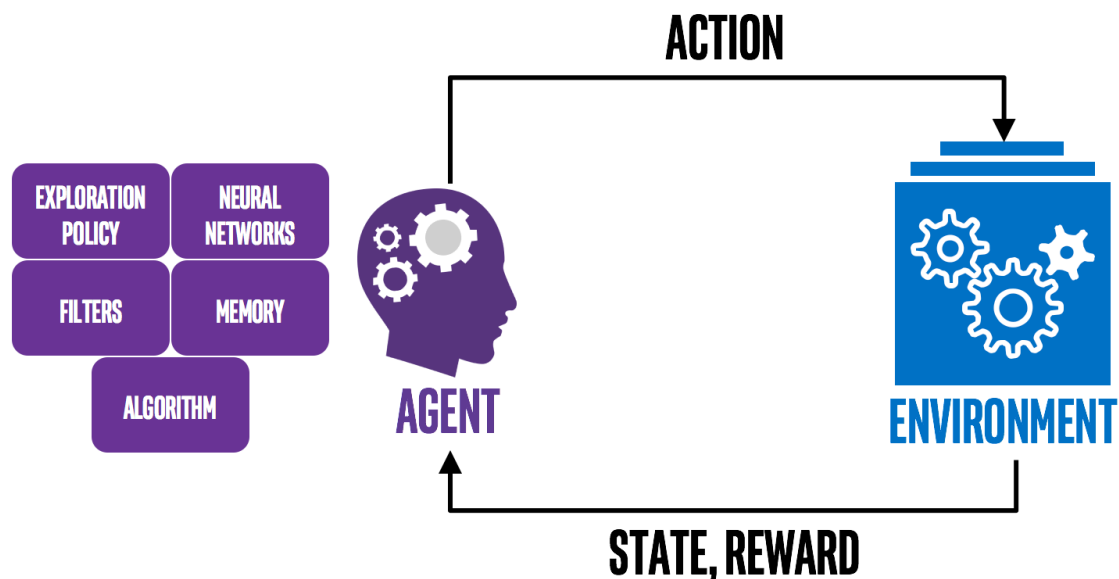 ACTION
EXPLORATION
POLICY
NEURAL
NETWORKS
FILTERS
MEMORY
ALGORITHM
AGENT
ENVIRONMENT
STATE, REWARD